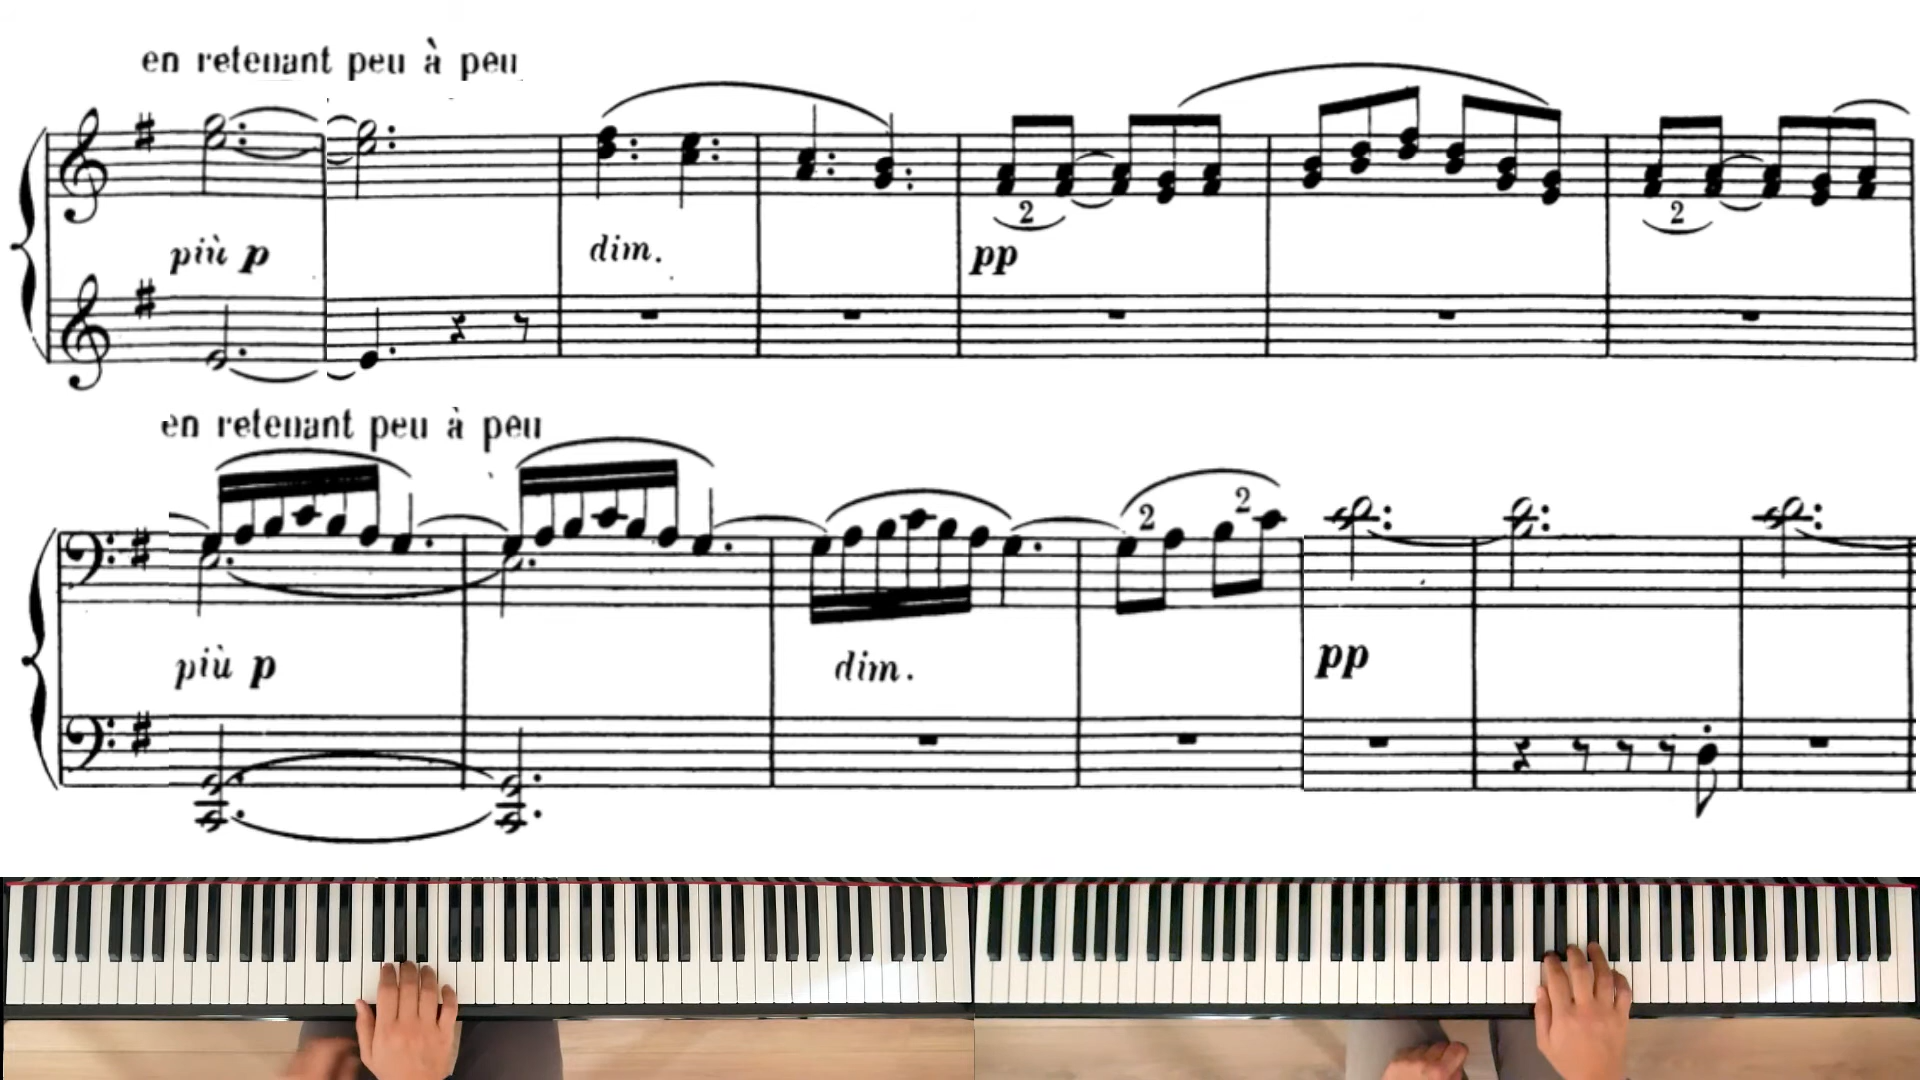 en retenant peu à peu
2
2
più p
dim.
pp
en retenant peu à peu
2
2
più p
dim.
pp